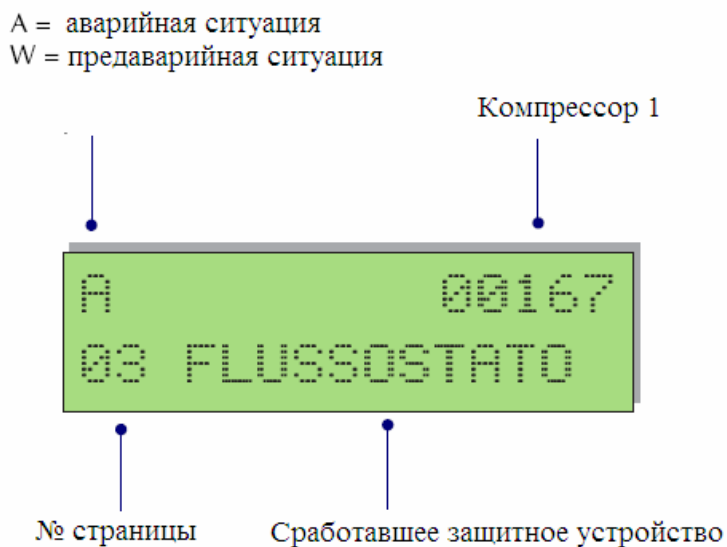 A = аварийная ситуация
W = предаварийная ситуация
Компрессор 1
A 00167
03 FLUSSOSTATO
№ страницы
Сработавшее защитное устройство